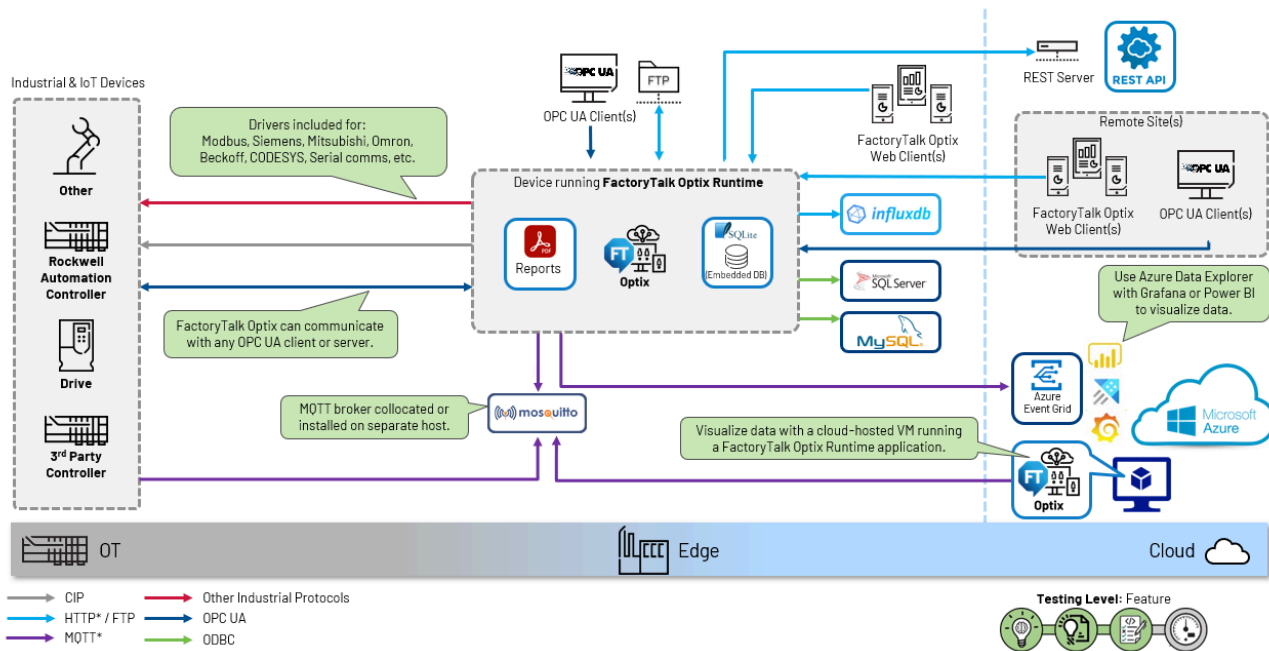 Industrial & IoT Devices
Other
Rockwell
Automation
Controller
Drive
3rd Party
Controller
Drivers included for:
Modbus, Siemens, Mitsubishi, Omron,
Beckoff, CODESYS, Serial comms, etc.
FactoryTalk Optix can communicate
with any OPC UA client or server.
OPC UA
OPC UA Client(s)
FTP
FactoryTalk Optix
Web Client(s)
REST Server
REST API
Remote Site(s)
FactoryTalk Optix
Web Client(s)
OPC UA
OPC UA Client(s)
Device running FactoryTalk Optix Runtime
PDF
Reports
FT
Optix
SQLite
(Embedded DB)
influxdb
Microsoft
SQL Server
MySQL®
Use Azure Data Explorer
with Grafana or Power BI
to visualize data.
MQTT broker collocated or
installed on separate host.
mosquitto
Azure
Event Grid
Microsoft
Azure
Visualize data with a cloud-hosted VM running
a FactoryTalk Optix Runtime application.
FT
Optix
OT
Edge
Cloud
CIP
HTTP* / FTP
MQTT*
Other Industrial Protocols
OPC UA
ODBC
Testing Level: Feature